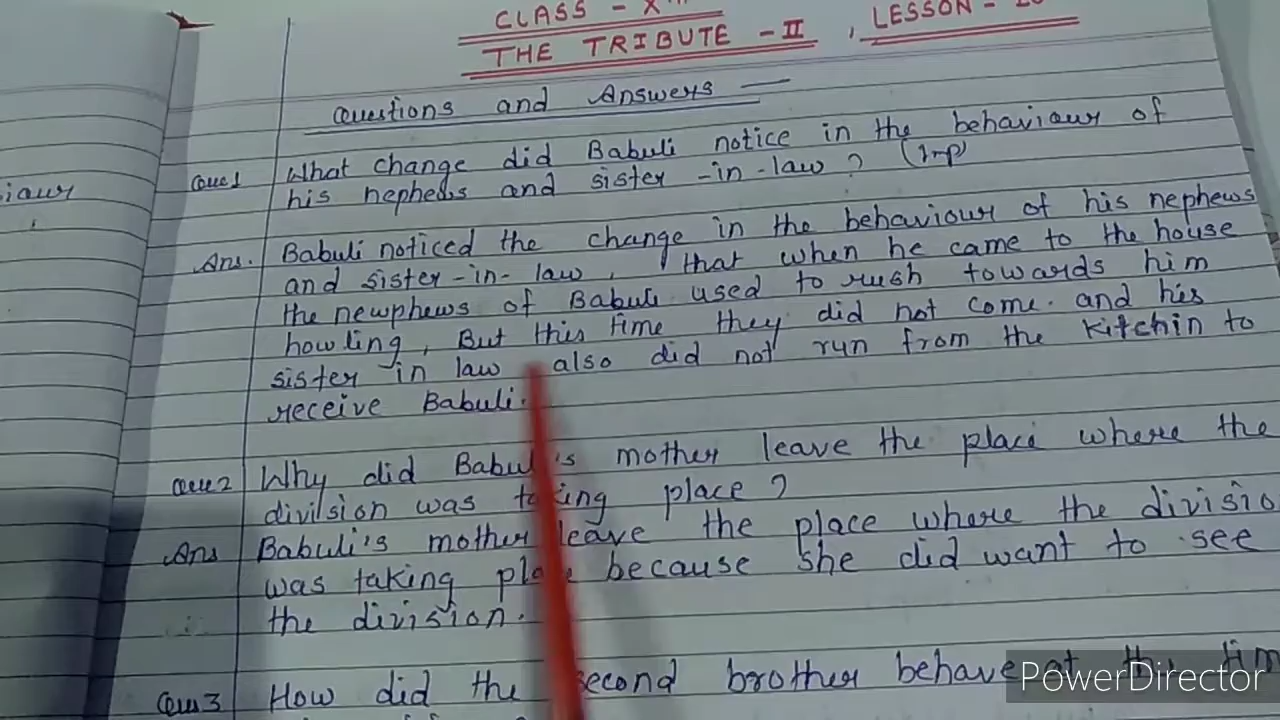 CLASS - X
THE TRIBUTE - II , LESSON -
Questions and Answers —
Que1 What change did Babuli notice in the behaviour of
his nephews and sister-in-law? (Imp)
Ans. Babuli noticed the change in the behaviour of his nephews
and sister-in-law, that when he came to the house
the newphews of Babuli used to rush towards him
howling, But this time they did not come. and his
sister in law also did not run from the Kitchin to
receive Babuli.
Que2 Why did Babuli's mother leave the place where the
division was taking place?
Ans Babuli's mother leave the place where the divisio
was taking place because she did want to see
the division.
Que3 How did the second brother behave at the tim
PowerDirector